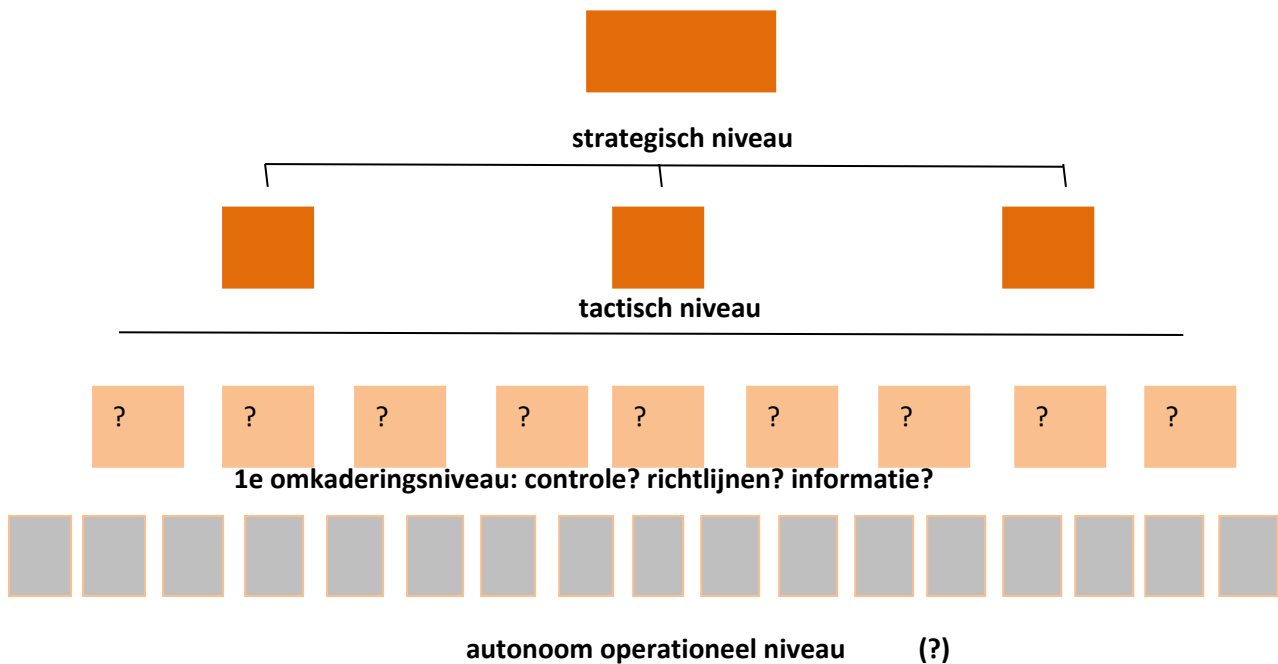 strategisch niveau
tactisch niveau
? ? ? ? ? ? ? ? ?
1e omkaderingsniveau: controle? richtlijnen? informatie?
autonoom operationeel niveau (?)